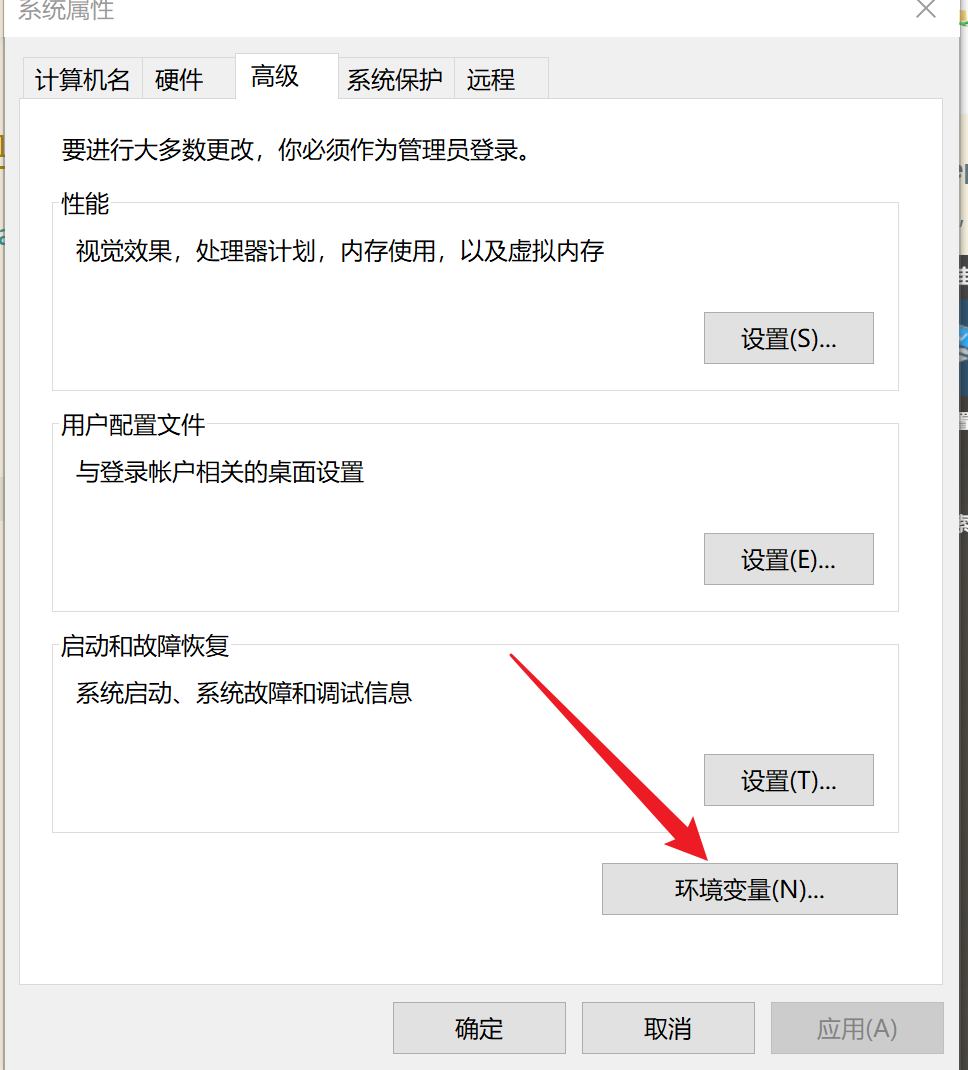 系统属性
计算机名 硬件 高级 系统保护 远程
要进行大多数更改，你必须作为管理员登录。
性能
视觉效果，处理器计划，内存使用，以及虚拟内存
设置(S)...
用户配置文件
与登录帐户相关的桌面设置
设置(E)...
启动和故障恢复
系统启动、系统故障和调试信息
设置(T)...
环境变量(N)...
确定 取消 应用(A)